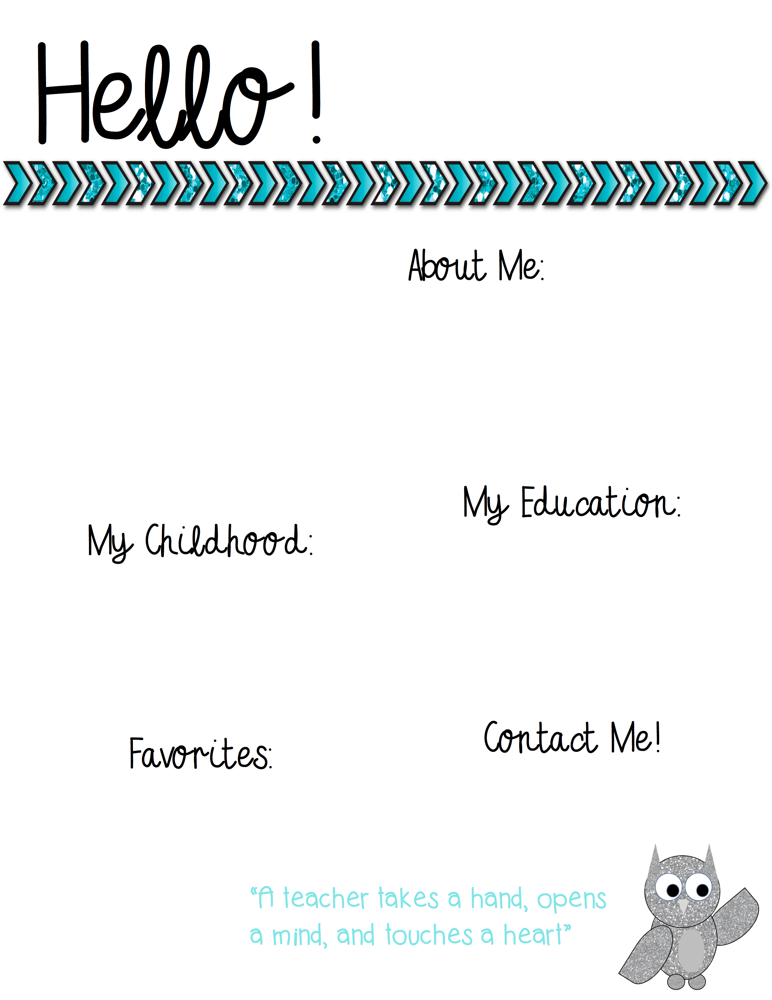 Hello !
About Me:
My Education:
My Childhood:
Contact Me!
Favorites:
“A teacher takes a hand, opens
a mind, and touches a heart”